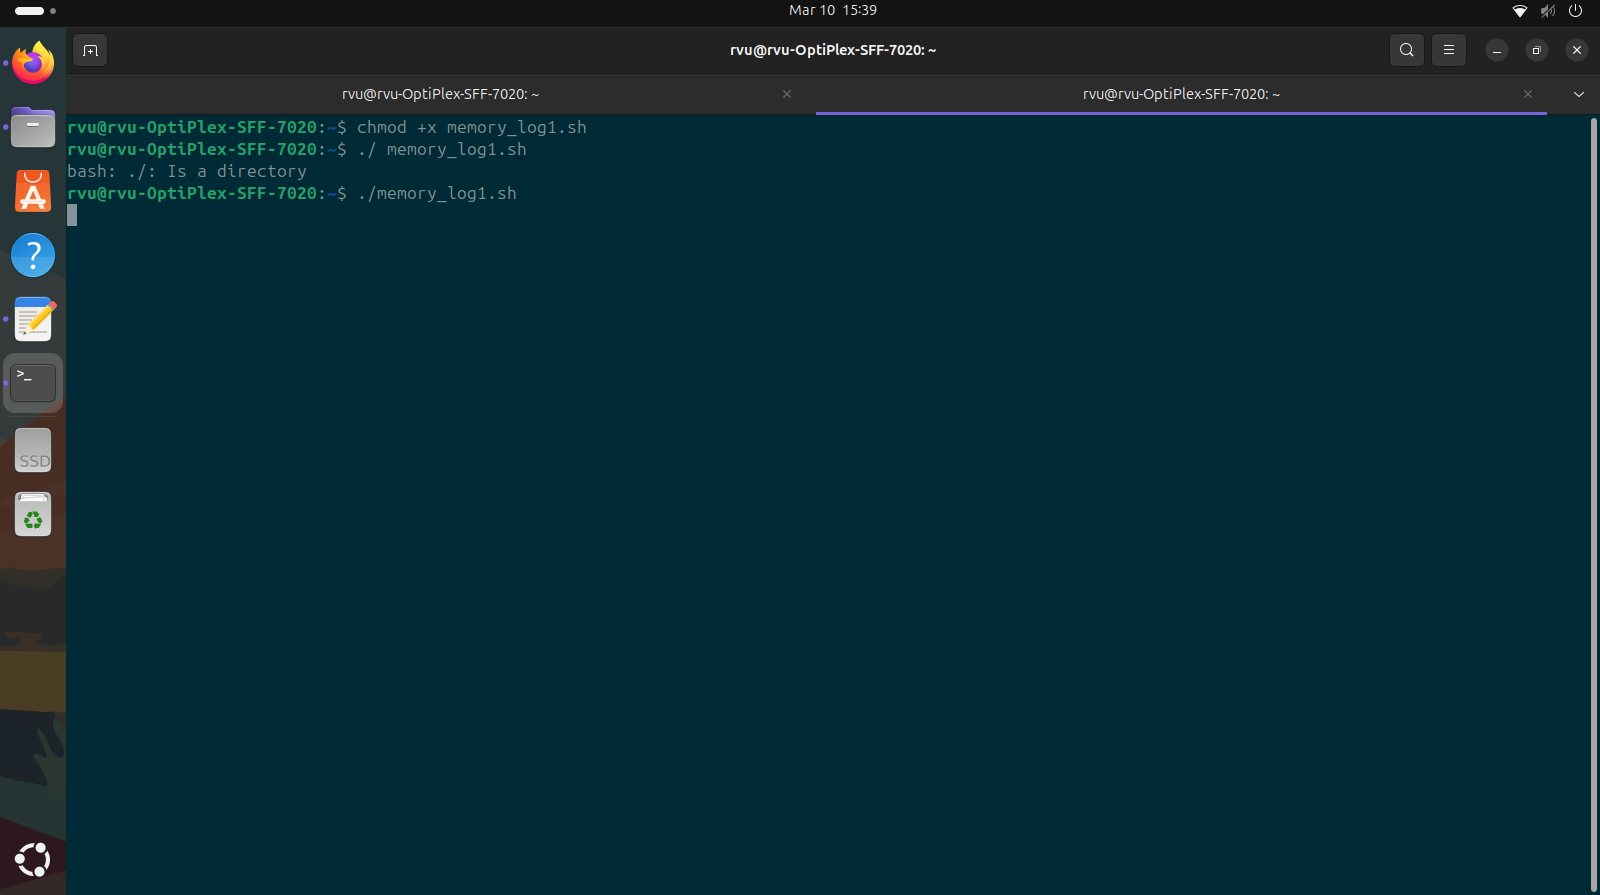 Mar 10 15:39
rvu@rvu-OptiPlex-SFF-7020: ~
rvu@rvu-OptiPlex-SFF-7020: ~
rvu@rvu-OptiPlex-SFF-7020: ~
rvu@rvu-OptiPlex-SFF-7020:~$ chmod +x memory_log1.sh
rvu@rvu-OptiPlex-SFF-7020:~$ ./ memory_log1.sh
bash: ./: Is a directory
rvu@rvu-OptiPlex-SFF-7020:~$ ./memory_log1.sh
>_
SSD